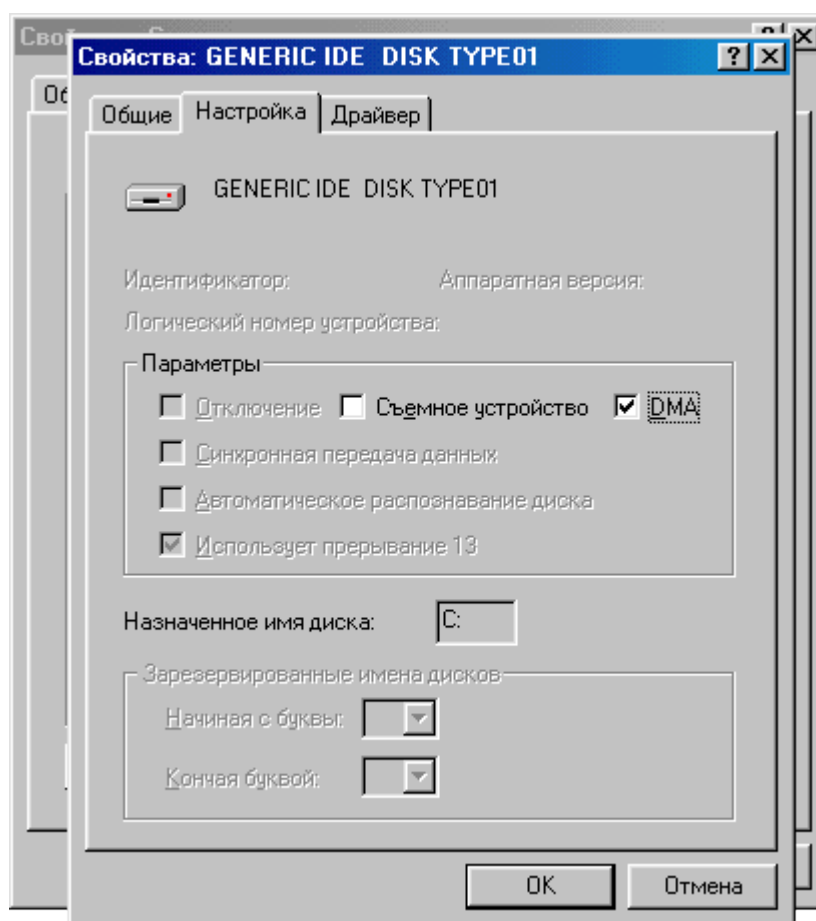 Свойства: GENERIC IDE DISK TYPE01
Об
Общие Настройка Драйвер
GENERIC IDE DISK TYPE01
Идентификатор: Аппаратная версия:
Логический номер устройства:
Параметры
Отключение Съемное устройство DMA
Синхронная передача данных
Автоматическое распознавание диска
Использует прерывание 13
Назначенное имя диска: C:
Зарезервированные имена дисков
Начиная с буквы:
Кончая буквой:
OK Отмена